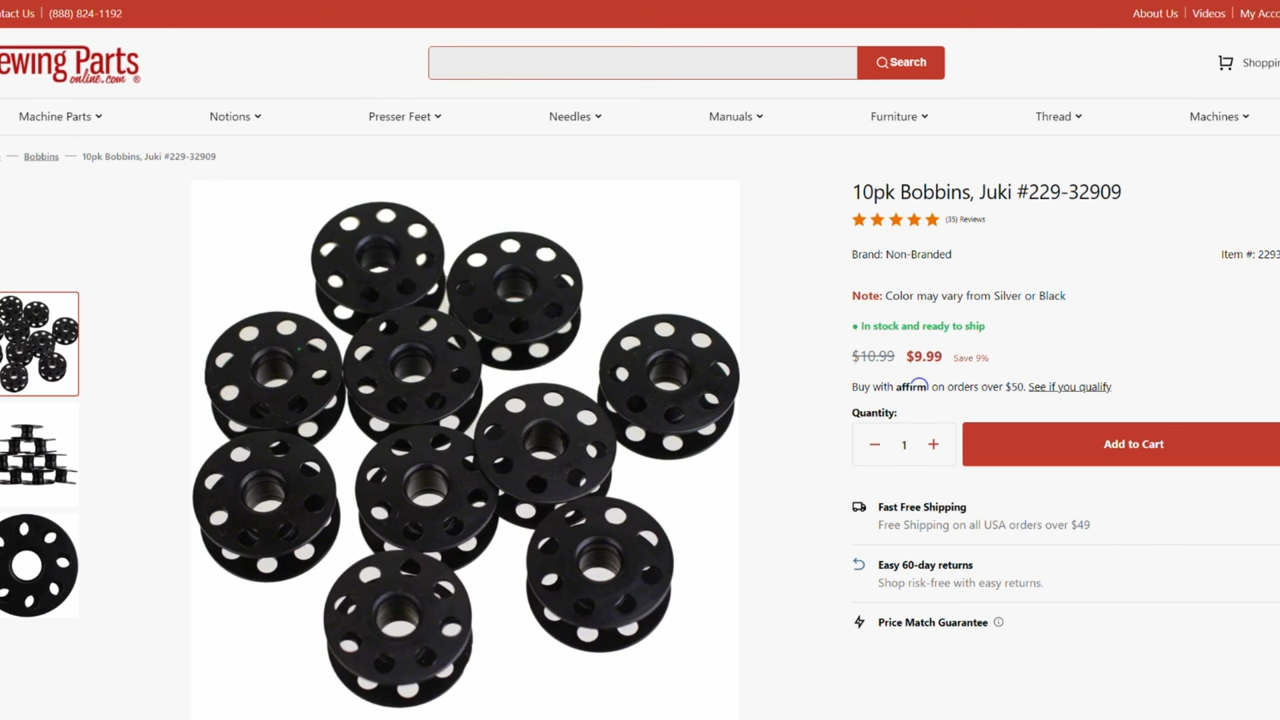 tact Us | (888) 824-1192
About Us | Videos | My Acco
ewing Parts
online.com ®
Search
Shoppin
Machine Parts
Notions
Presser Feet
Needles
Manuals
Furniture
Thread
Machines
— Bobbins — 10pk Bobbins, Juki #229-32909
10pk Bobbins, Juki #229-32909
(35) Reviews
Brand: Non-Branded
Item #: 2293
Note: Color may vary from Silver or Black
• In stock and ready to ship
$10.99 $9.99 Save 9%
Buy with affirm on orders over $50. See if you qualify
Quantity:
− 1 +
Add to Cart
Fast Free Shipping
Free Shipping on all USA orders over $49
Easy 60-day returns
Shop risk-free with easy returns.
Price Match Guarantee